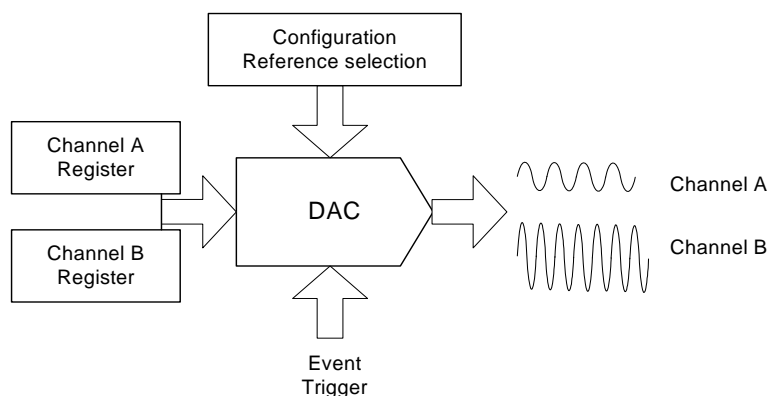 Configuration
Reference selection
Channel A
Register
DAC
Channel A
Channel B
Register
Channel B
Event
Trigger